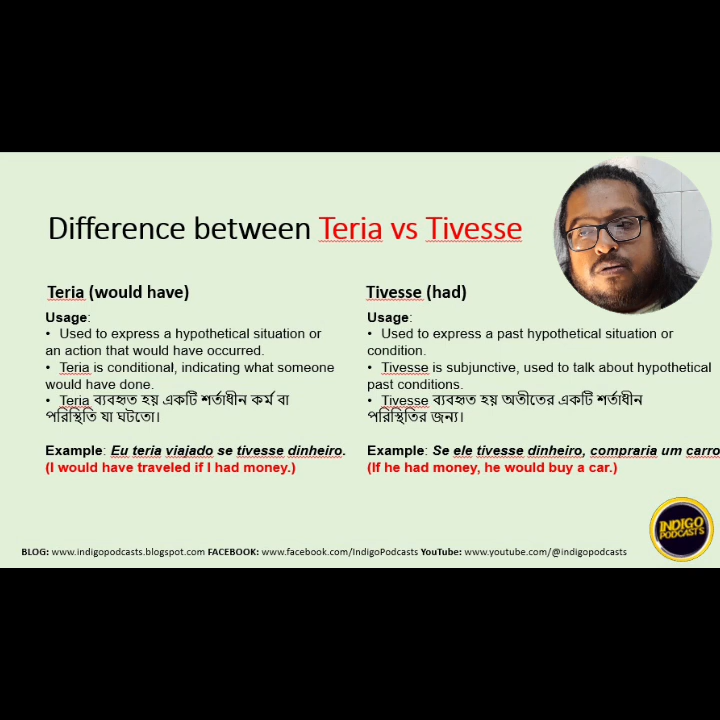 Difference between Teria vs Tivesse
Teria (would have)
Usage:
• Used to express a hypothetical situation or
an action that would have occurred.
• Teria is conditional, indicating what someone
would have done.
• Teria ব্যবহৃত হয় একটি শর্তাধীন কর্ম বা
পরিস্থিতি যা ঘটতো।
Example: Eu teria viajado se tivesse dinheiro.
(I would have traveled if I had money.)
Tivesse (had)
Usage:
• Used to express a past hypothetical situation or
condition.
• Tivesse is subjunctive, used to talk about hypothetical
past conditions.
• Tivesse ব্যবহৃত হয় অতীতের একটি শর্তাধীন
পরিস্থিতির জন্য।
Example: Se ele tivesse dinheiro, compraria um carro
(If he had money, he would buy a car.)
INDIGO
PODCASTS
BLOG: www.indigopodcasts.blogspot.com FACEBOOK: www.facebook.com/IndigoPodcasts YouTube: www.youtube.com/@indigopodcasts